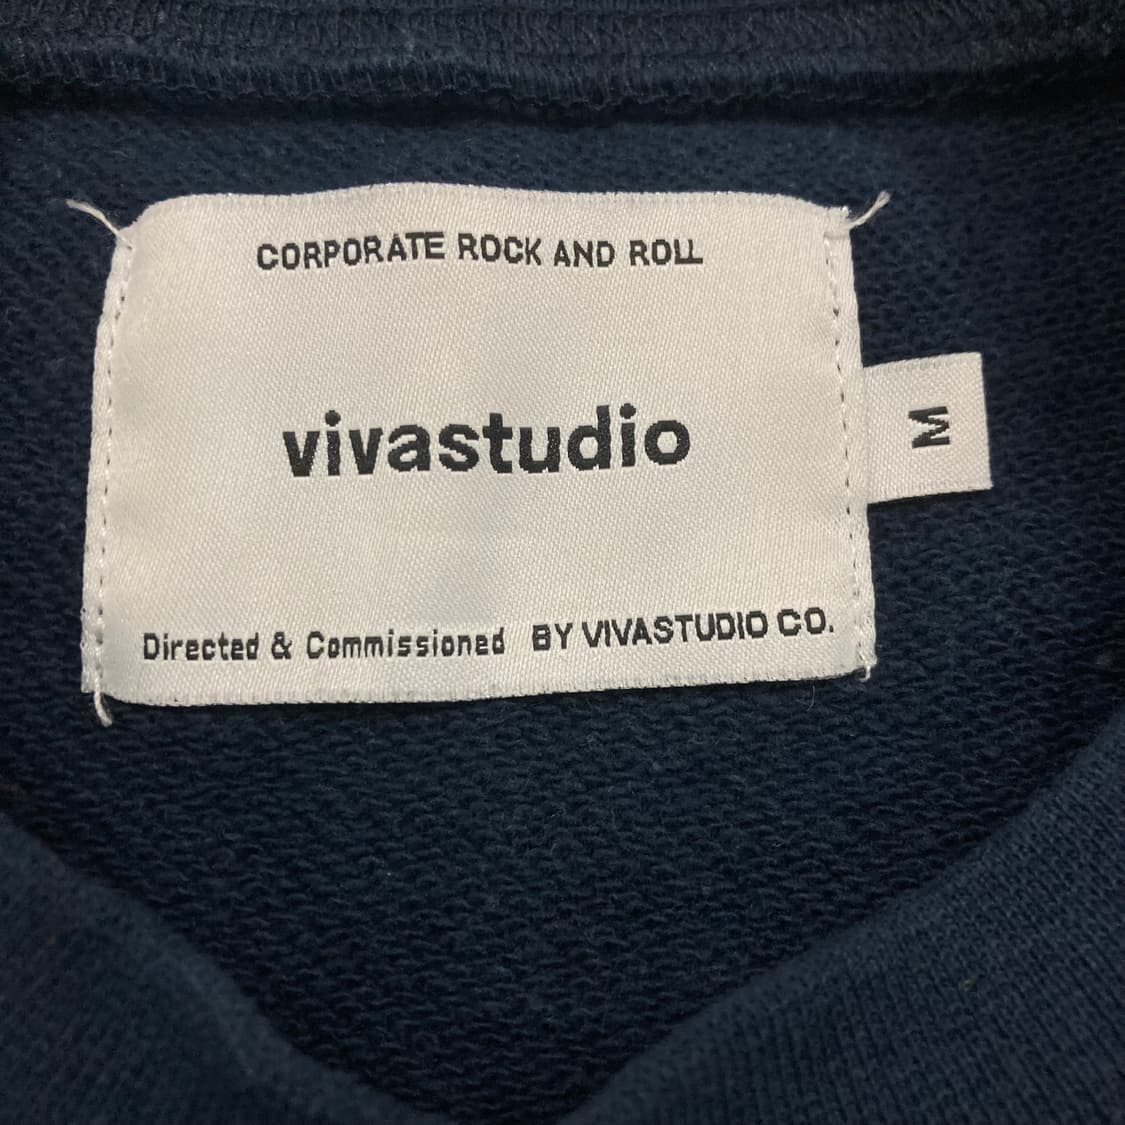 CORPORATE ROCK AND ROLL
vivastudio
M
Directed & Commissioned BY VIVASTUDIO CO.